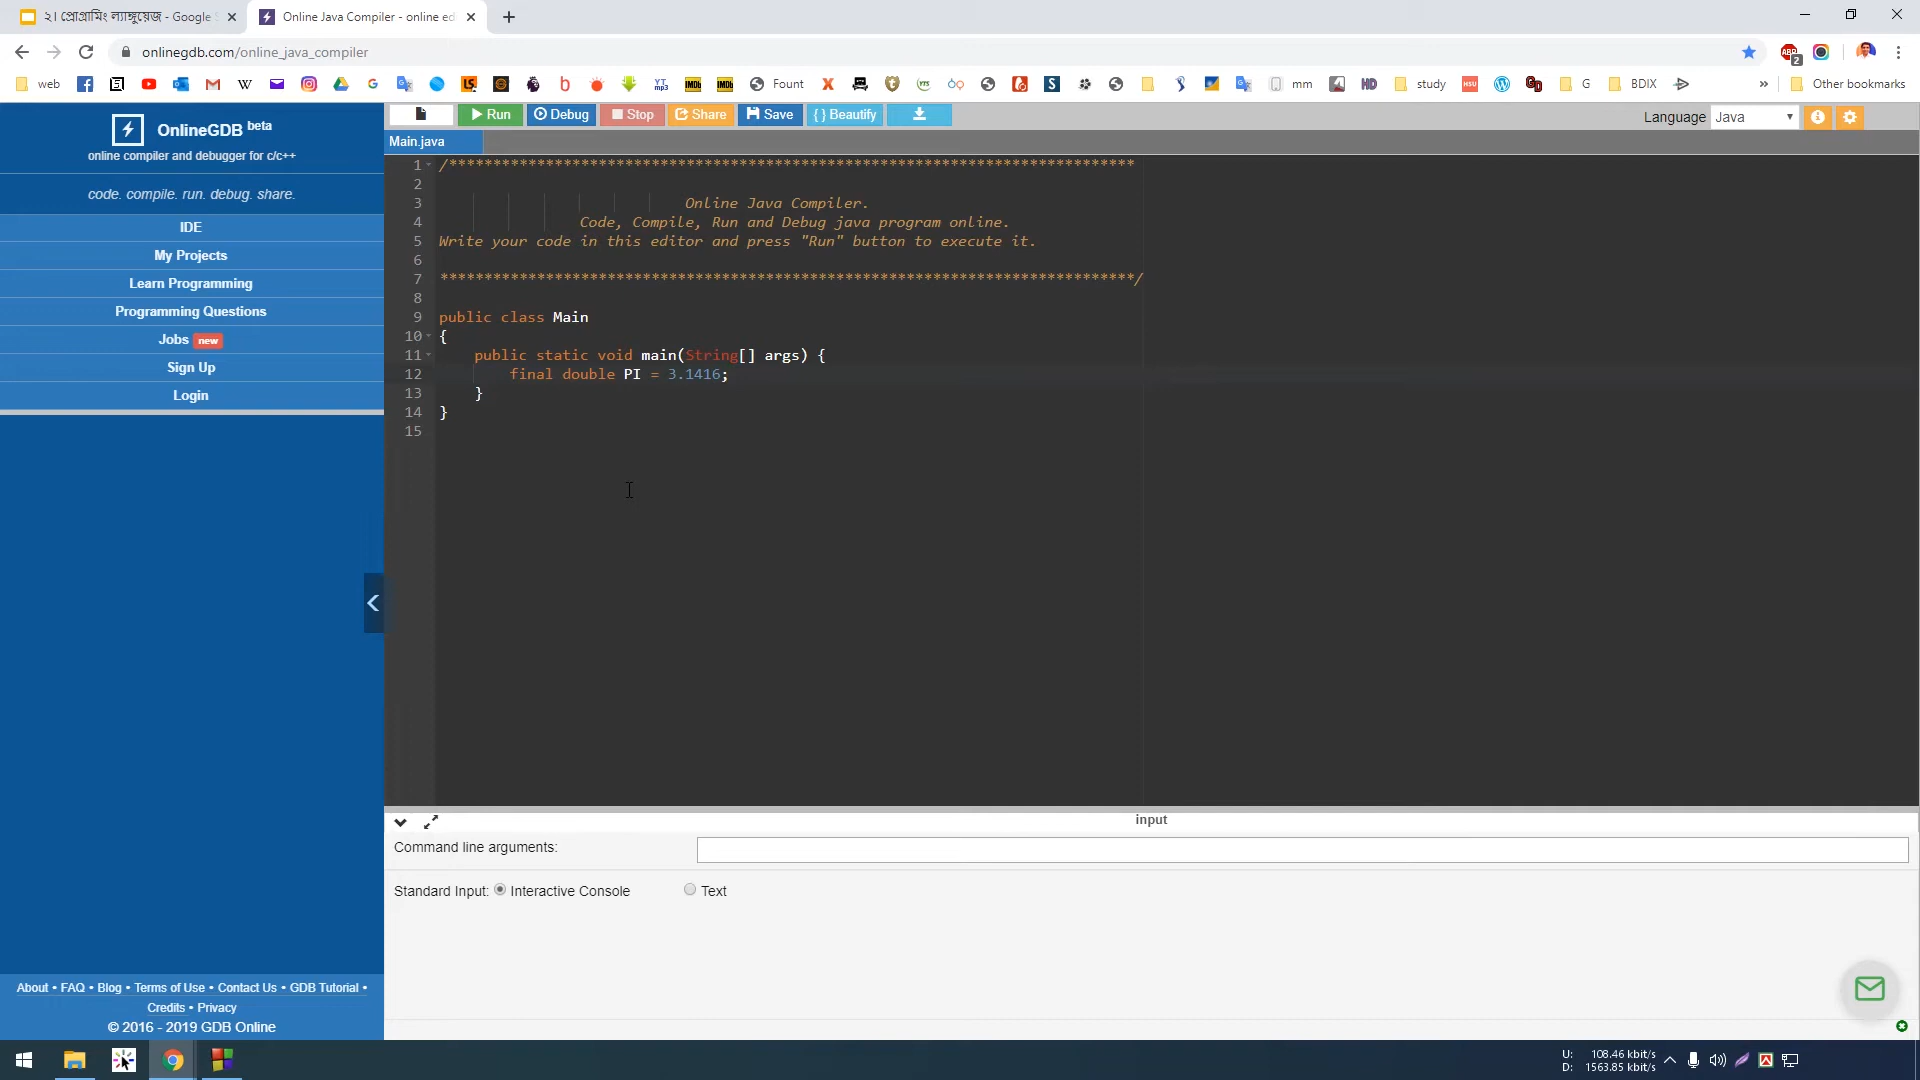 ২। প্রোগ্রামিং ল্যাঙ্গুয়েজ - Google
Online Java Compiler - online ed
onlinegdb.com/online_java_compiler
web
Fount
mm
study
G
BDIX
»
Other bookmarks
OnlineGDB beta
online compiler and debugger for c/c++
code. compile. run. debug. share.
IDE
My Projects
Learn Programming
Programming Questions
Jobs new
Sign Up
Login
About • FAQ • Blog • Terms of Use • Contact Us • GDB Tutorial •
Credits • Privacy
© 2016 - 2019 GDB Online
Run Debug Stop Share Save { } Beautify
Language Java
Main.java
1 /******************************************************************************
2
3 Online Java Compiler.
4 Code, Compile, Run and Debug java program online.
5 Write your code in this editor and press "Run" button to execute it.
6
7 *******************************************************************************/
8
9 public class Main
10 {
11 public static void main(String[] args) {
12 final double PI = 3.1416;
13 }
14 }
15
input
Command line arguments:
Standard Input: Interactive Console Text
U: 108.46 kbit/s
D: 1563.85 kbit/s